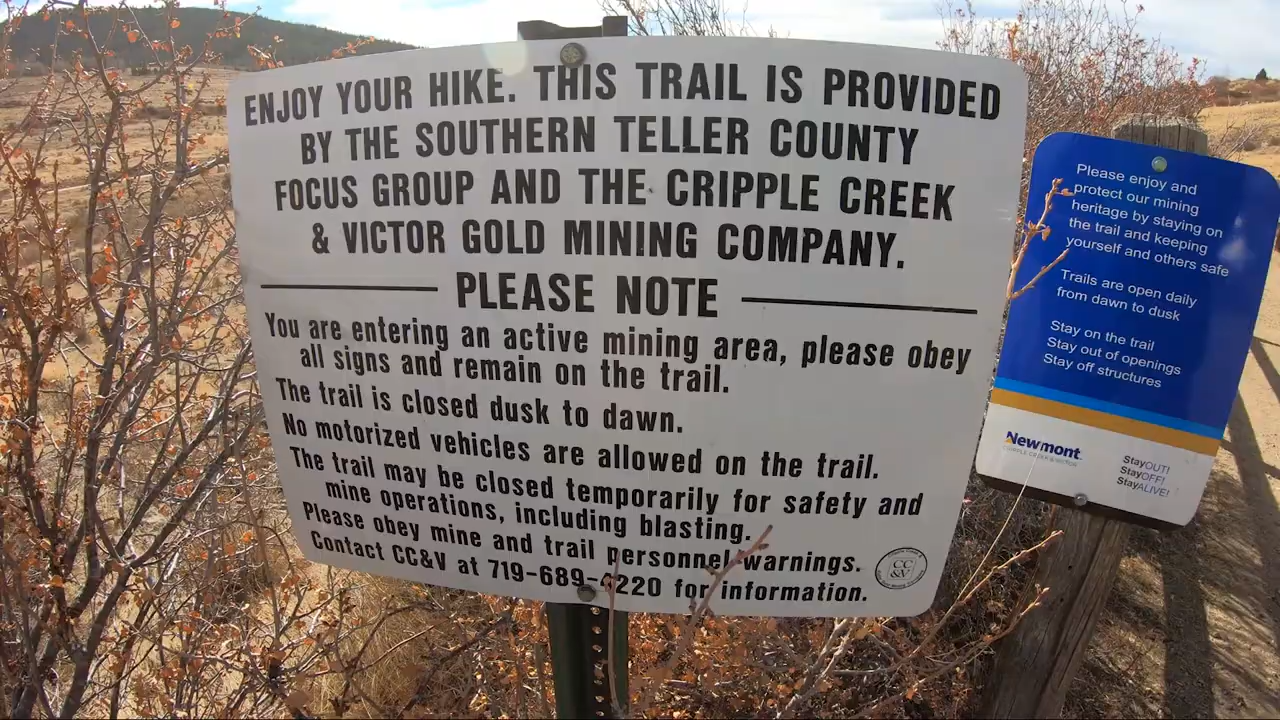 ENJOY YOUR HIKE. THIS TRAIL IS PROVIDED
BY THE SOUTHERN TELLER COUNTY
FOCUS GROUP AND THE CRIPPLE CREEK
& VICTOR GOLD MINING COMPANY.
PLEASE NOTE
You are entering an active mining area, please obey
all signs and remain on the trail.
The trail is closed dusk to dawn.
No motorized vehicles are allowed on the trail.
The trail may be closed temporarily for safety and
mine operations, including blasting.
Please obey mine and trail personnel warnings.
Contact CC&V at 719-689-4220 for information.
CC
&V
Please enjoy and
protect our mining
heritage by staying on
the trail and keeping
yourself and others safe
Trails are open daily
from dawn to dusk
Stay on the trail
Stay out of openings
Stay off structures
Newmont
CRIPPLE CREEK & VICTOR
StayOUT!
StayOFF!
StayALIVE!